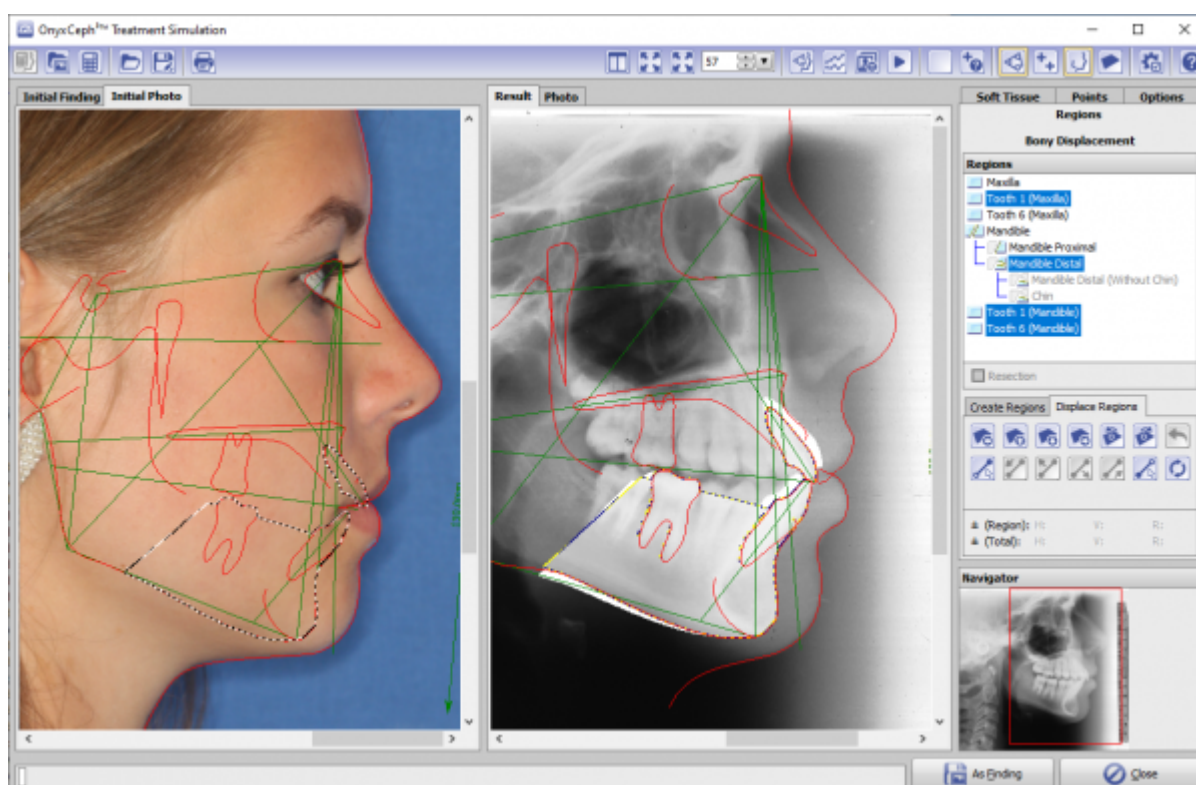 OnyxCeph³™ Treatment Simulation
57
Initial Finding Initial Photo
Result Photo
Soft Tissue Points Options
Regions
Bony Displacement
Regions
Maxilla
Tooth 1 (Maxilla)
Tooth 6 (Maxilla)
Mandible
Mandible Proximal
Mandible Distal
Mandible Distal (Without Chin)
Chin
Tooth 1 (Mandible)
Tooth 6 (Mandible)
Resection
Create Regions Displace Regions
(Region): H: V: R:
(Total): H: V: R:
Navigator
As Finding Close